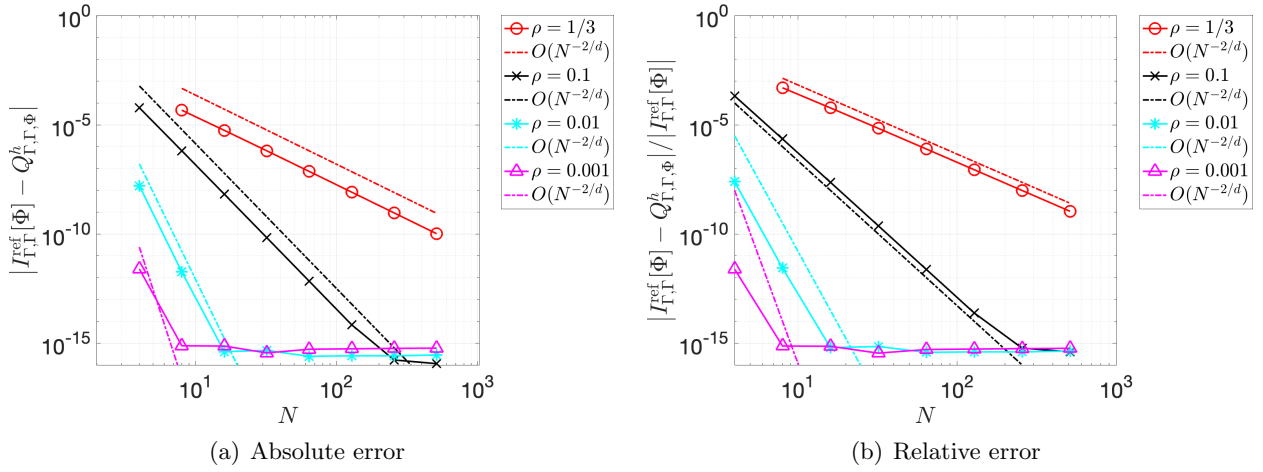 10^0
10^{-5}
10^{-10}
10^{-15}
10^1
10^2
10^3
N
|I^{ref}_{Γ,Γ}[Φ] − Q^h_{Γ,Γ,Φ}|
ρ = 1/3
O(N^{-2/d})
ρ = 0.1
O(N^{-2/d})
ρ = 0.01
O(N^{-2/d})
ρ = 0.001
O(N^{-2/d})
(a) Absolute error
10^0
10^{-5}
10^{-10}
10^{-15}
10^1
10^2
10^3
N
|I^{ref}_{Γ,Γ}[Φ] − Q^h_{Γ,Γ,Φ}| / |I^{ref}_{Γ,Γ}[Φ]|
ρ = 1/3
O(N^{-2/d})
ρ = 0.1
O(N^{-2/d})
ρ = 0.01
O(N^{-2/d})
ρ = 0.001
O(N^{-2/d})
(b) Relative error